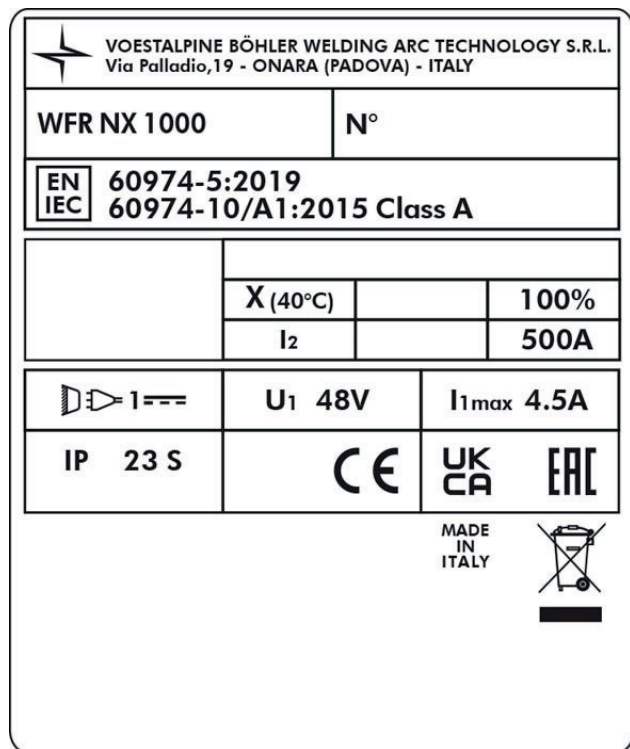 VOESTALPINE BÖHLER WELDING ARC TECHNOLOGY S.R.L.
Via Palladio,19 - ONARA (PADOVA) - ITALY
WFR NX 1000 N°
EN IEC 60974-5:2019
60974-10/A1:2015 Class A
X (40°C) 100%
I2 500A
1 U1 48V I1max 4.5A
IP 23 S CE UK CA EAC
MADE
IN
ITALY